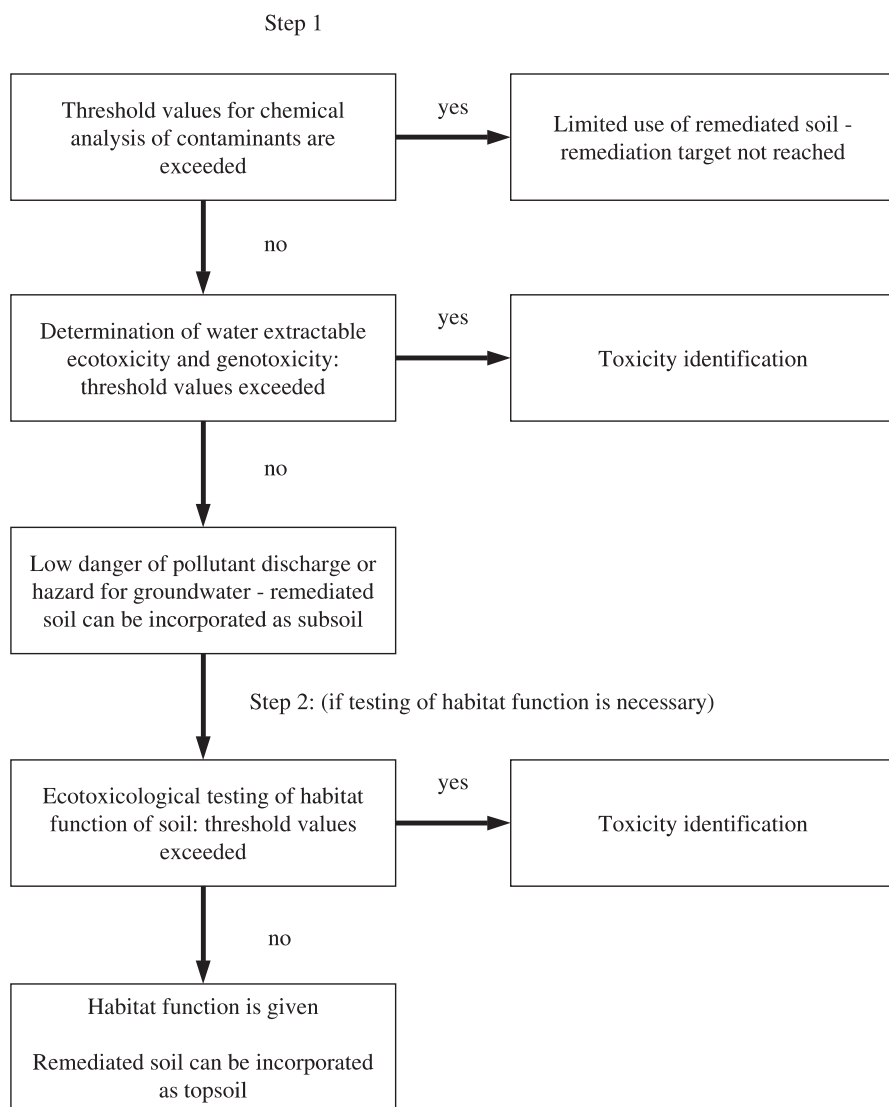 Step 1
Threshold values for chemical
analysis of contaminants are
exceeded
yes
Limited use of remediated soil -
remediation target not reached
no
Determination of water extractable
ecotoxicity and genotoxicity:
threshold values exceeded
yes
Toxicity identification
no
Low danger of pollutant discharge or
hazard for groundwater - remediated
soil can be incorporated as subsoil
Step 2: (if testing of habitat function is necessary)
Ecotoxicological testing of habitat
function of soil: threshold values
exceeded
yes
Toxicity identification
no
Habitat function is given
Remediated soil can be incorporated
as topsoil